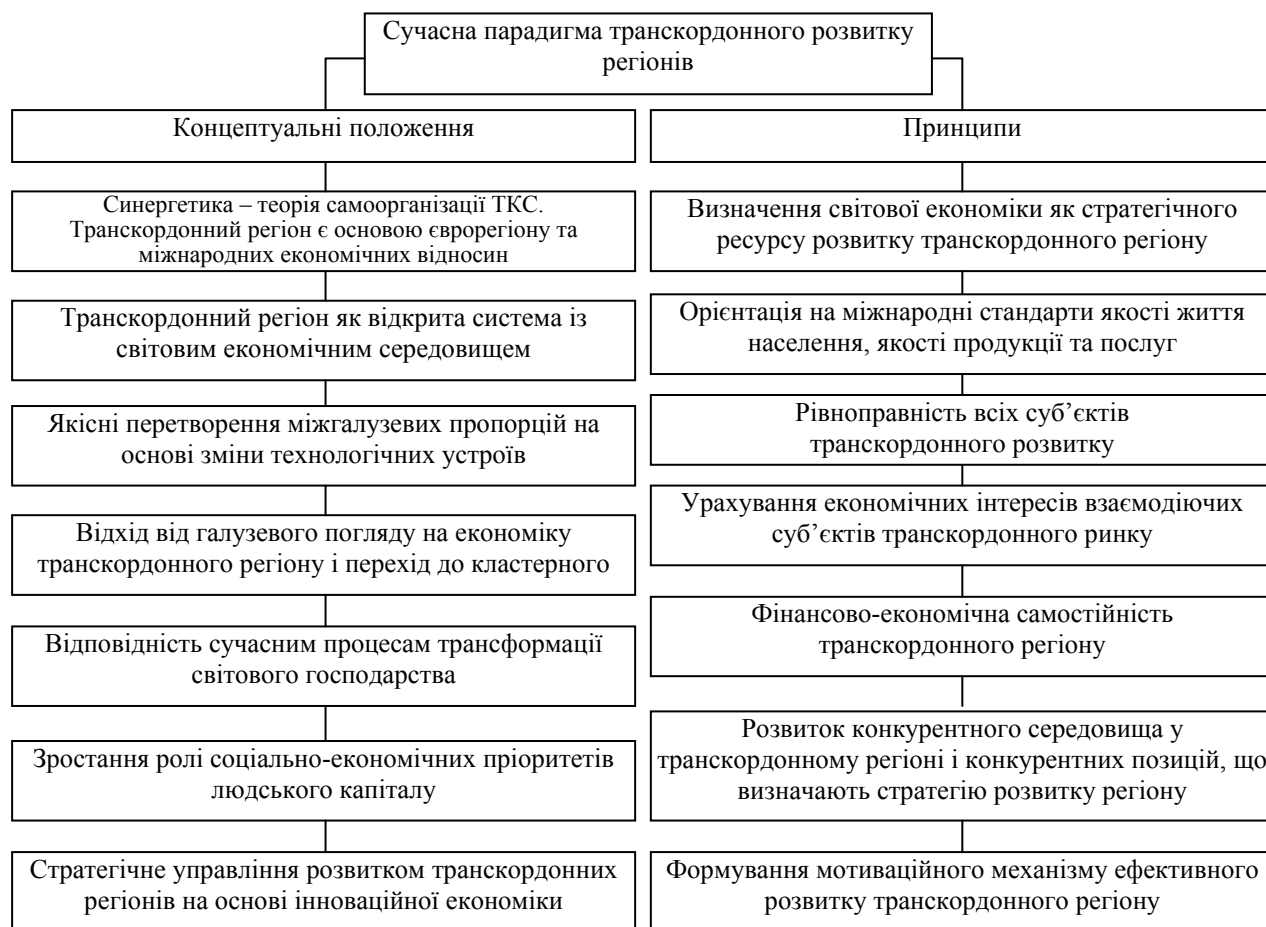 Сучасна парадигма транскордонного розвитку
регіонів
Концептуальні положення
Синергетика – теорія самоорганізації ТКС.
Транскордонний регіон є основою єврорегіону та
міжнародних економічних відносин
Транскордонний регіон як відкрита система із
світовим економічним середовищем
Якісні перетворення міжгалузевих пропорцій на
основі зміни технологічних устроїв
Відхід від галузевого погляду на економіку
транскордонного регіону і перехід до кластерного
Відповідність сучасним процесам трансформації
світового господарства
Зростання ролі соціально-економічних пріоритетів
людського капіталу
Стратегічне управління розвитком транскордонних
регіонів на основі інноваційної економіки
Принципи
Визначення світової економіки як стратегічного
ресурсу розвитку транскордонного регіону
Орієнтація на міжнародні стандарти якості життя
населення, якості продукції та послуг
Рівноправність всіх суб’єктів
транскордонного розвитку
Урахування економічних інтересів взаємодіючих
суб’єктів транскордонного ринку
Фінансово-економічна самостійність
транскордонного регіону
Розвиток конкурентного середовища у
транскордонному регіоні і конкурентних позицій, що
визначають стратегію розвитку регіону
Формування мотиваційного механізму ефективного
розвитку транскордонного регіону